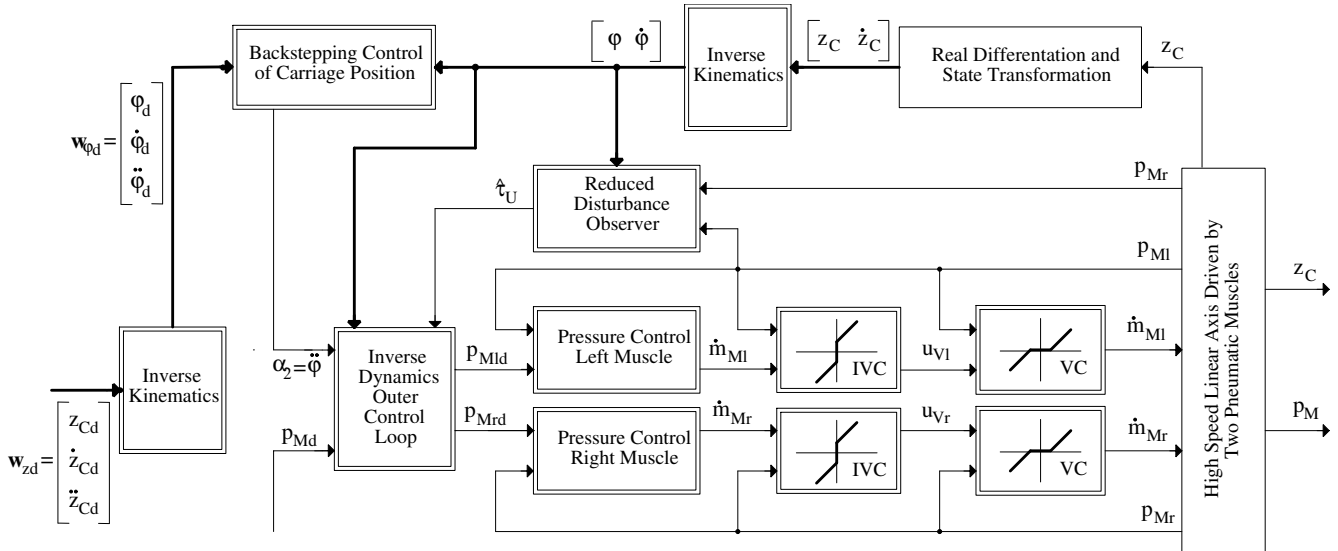 Backstepping Control
of Carriage Position
[φ φ̇]
Inverse
Kinematics
[z_C ż_C]
Real Differentation and
State Transformation
z_C
w_φd = [φ_d
φ̇_d
φ̈_d]
τ̂_U
Reduced
Disturbance
Observer
p_Mr
p_Ml
High Speed Linear Axis Driven by
Two Pneumatic Muscles
z_C
p_M
Inverse
Kinematics
w_zd = [z_Cd
ż_Cd
z̈_Cd]
α_2=φ̈
p_Md
Inverse
Dynamics
Outer
Control
Loop
p_Mld
p_Mrd
Pressure Control
Left Muscle
ṁ_Ml
IVC
u_Vl
VC
ṁ_Ml
Pressure Control
Right Muscle
ṁ_Mr
IVC
u_Vr
VC
ṁ_Mr
p_Mr